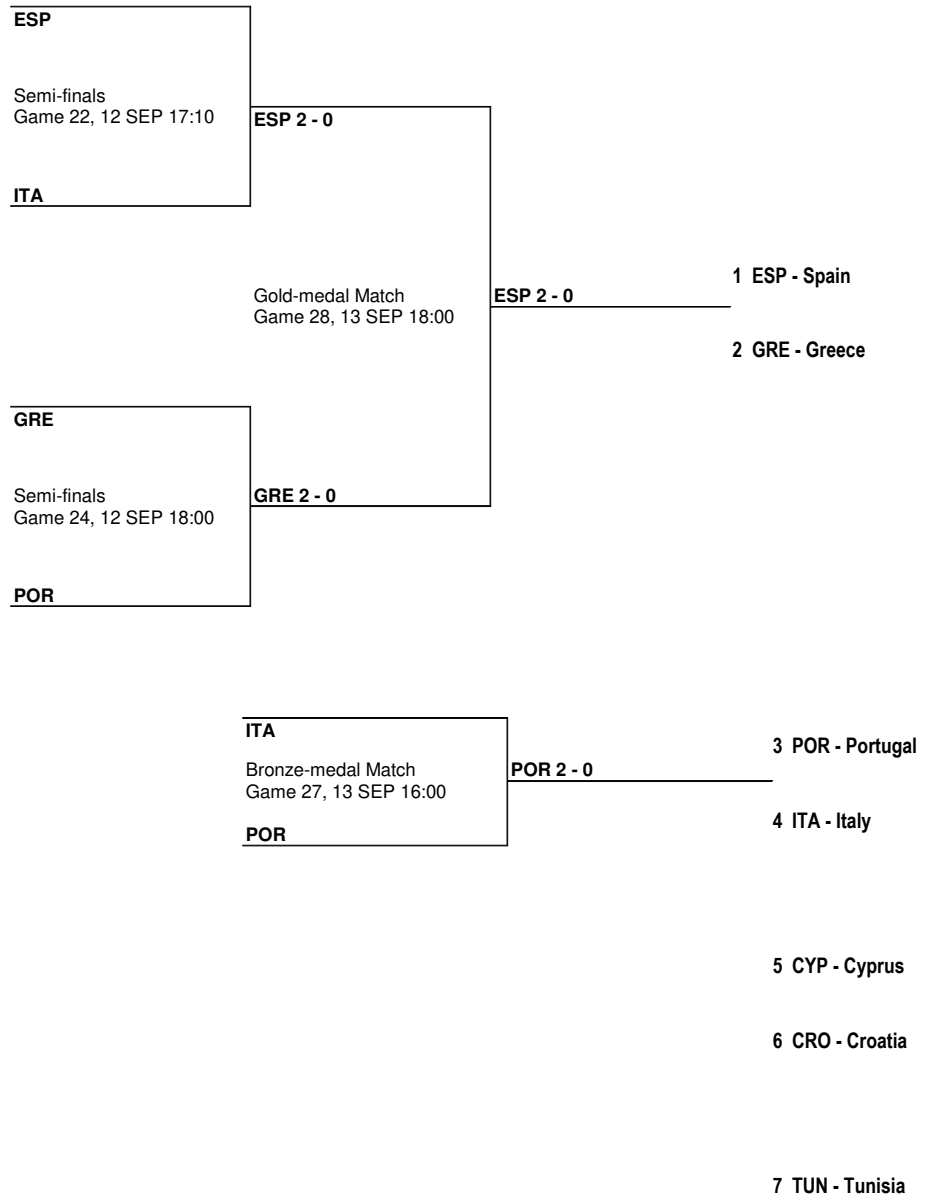 ESP
Semi-finals
Game 22, 12 SEP 17:10
ESP 2 - 0
ITA
1 ESP - Spain
Gold-medal Match
Game 28, 13 SEP 18:00
ESP 2 - 0
2 GRE - Greece
GRE
Semi-finals
Game 24, 12 SEP 18:00
GRE 2 - 0
POR
ITA
Bronze-medal Match
Game 27, 13 SEP 16:00
POR 2 - 0
POR
3 POR - Portugal
4 ITA - Italy
5 CYP - Cyprus
6 CRO - Croatia
7 TUN - Tunisia